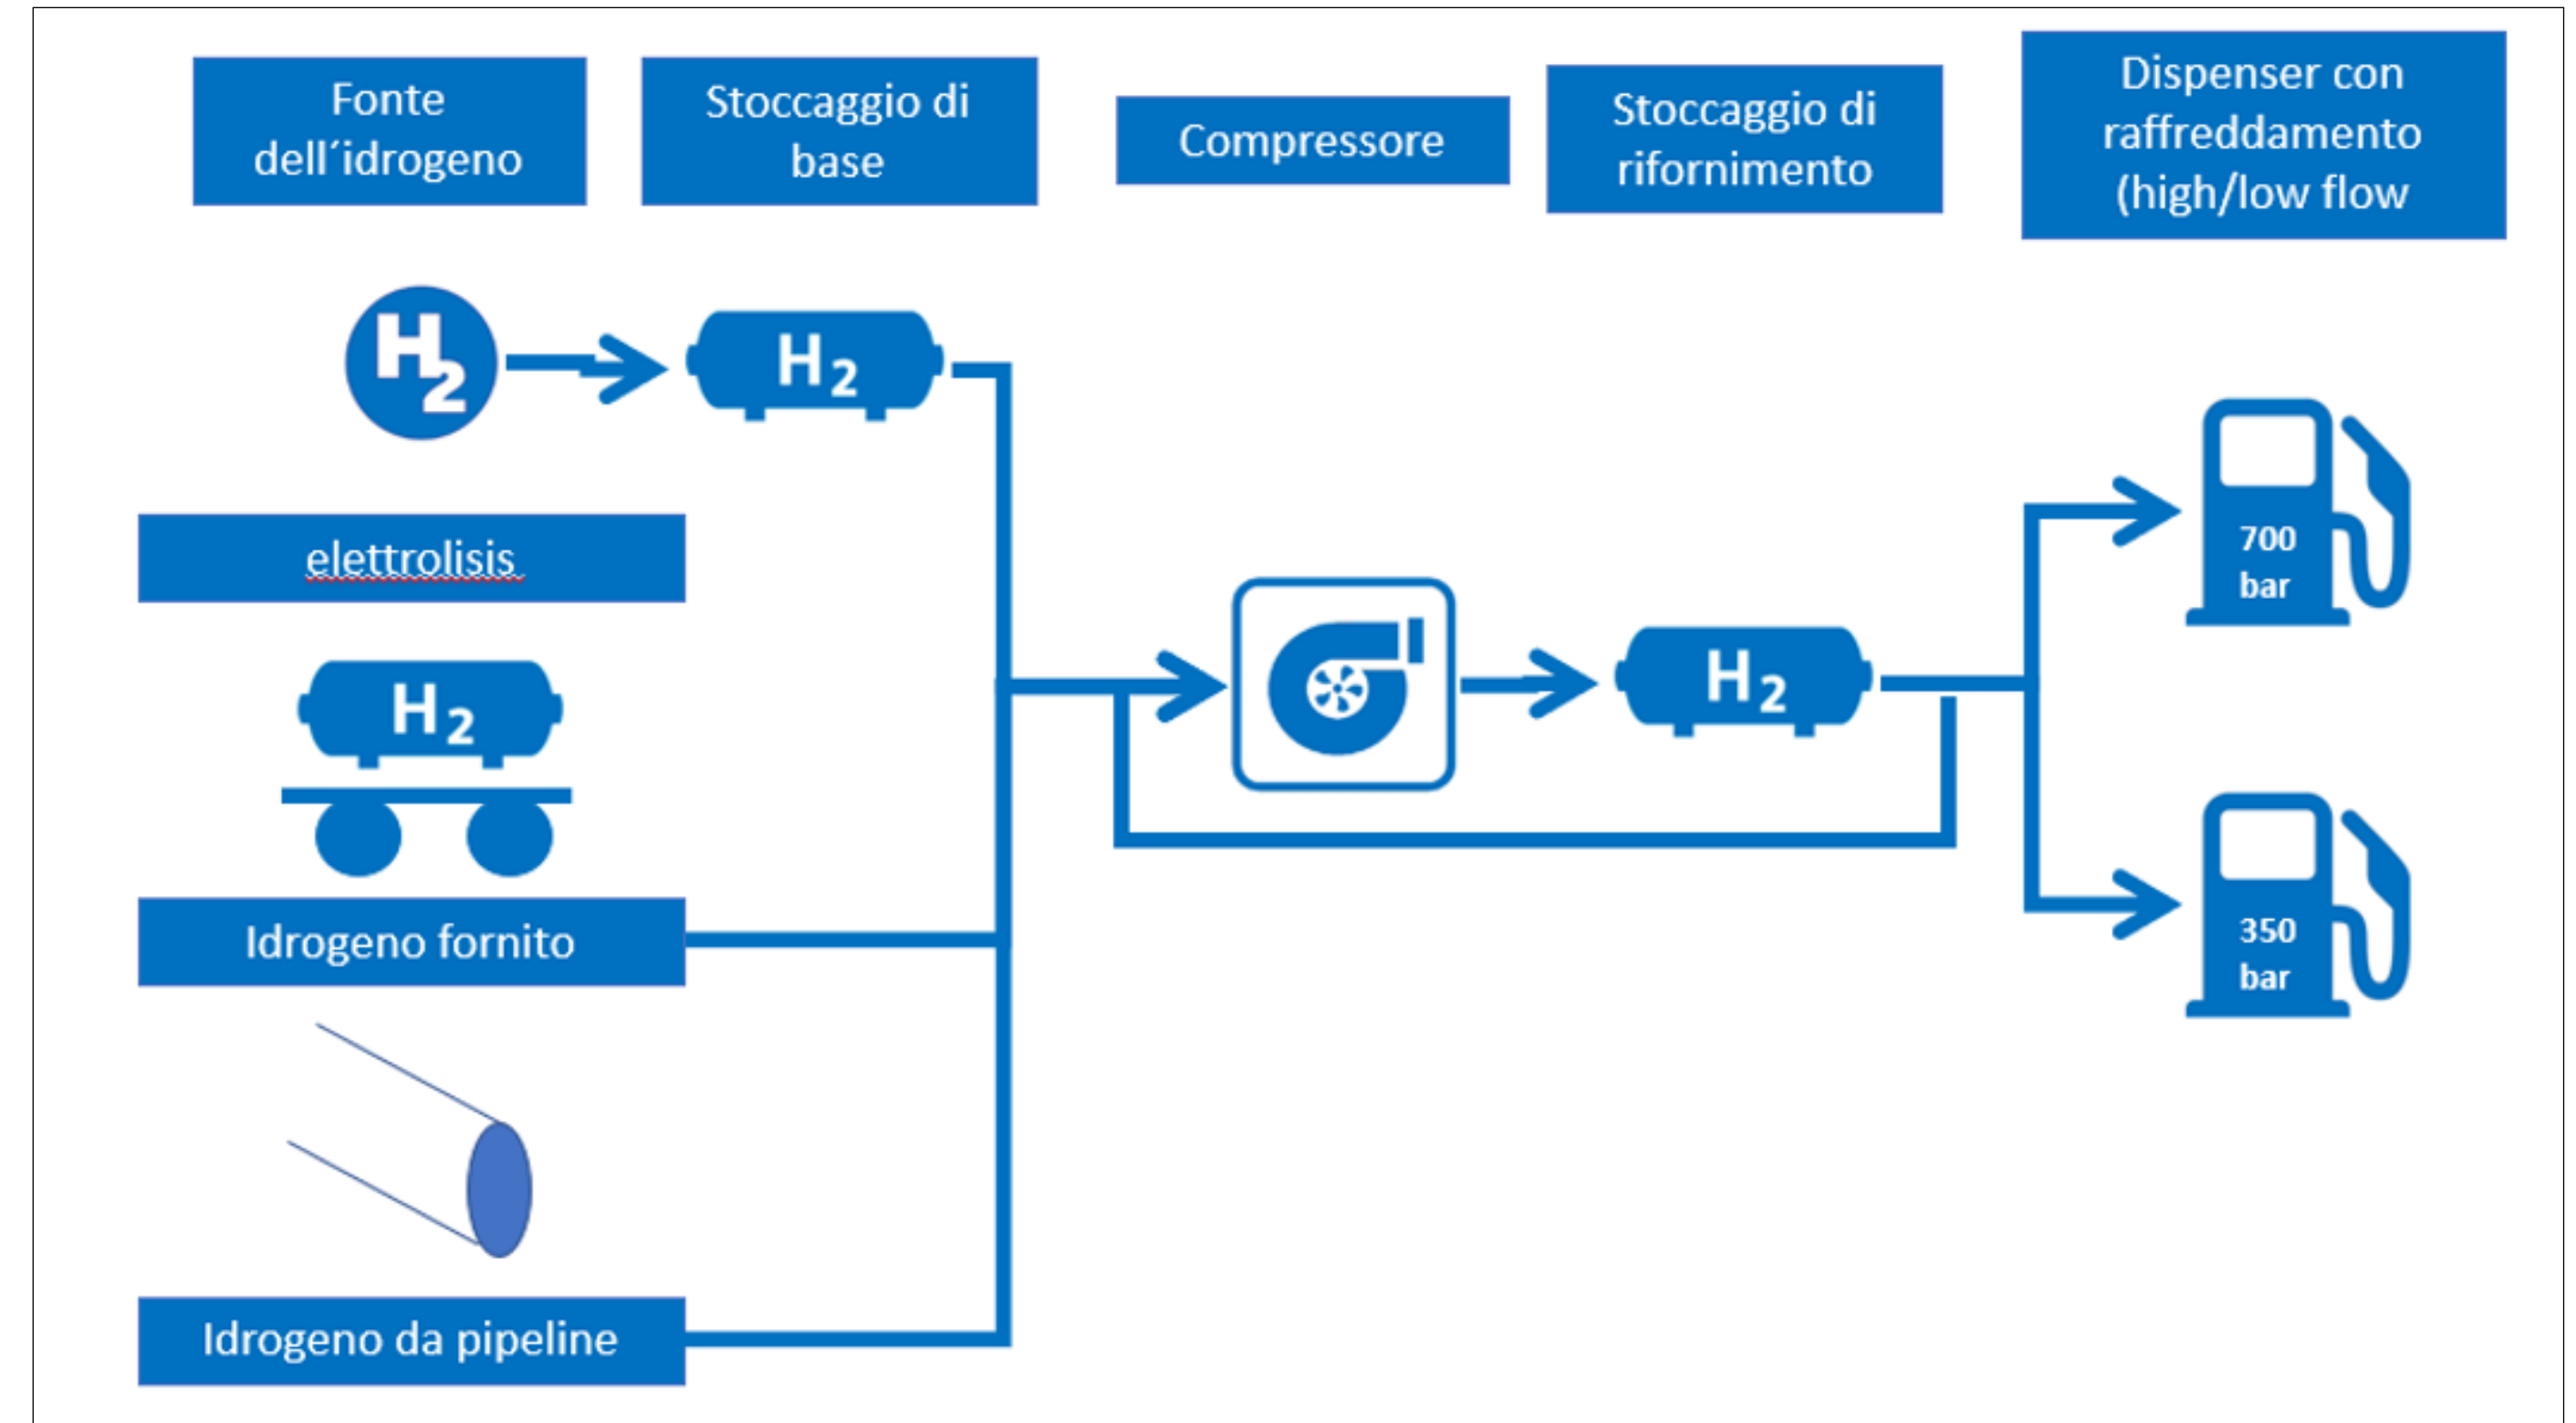 Fonte
dell´idrogeno
Stoccaggio di
base
Compressore
Stoccaggio di
rifornimento
Dispenser con
raffreddamento
(high/low flow
H2
H2
elettrolisis
H2
Idrogeno fornito
Idrogeno da pipeline
H2
700
bar
350
bar